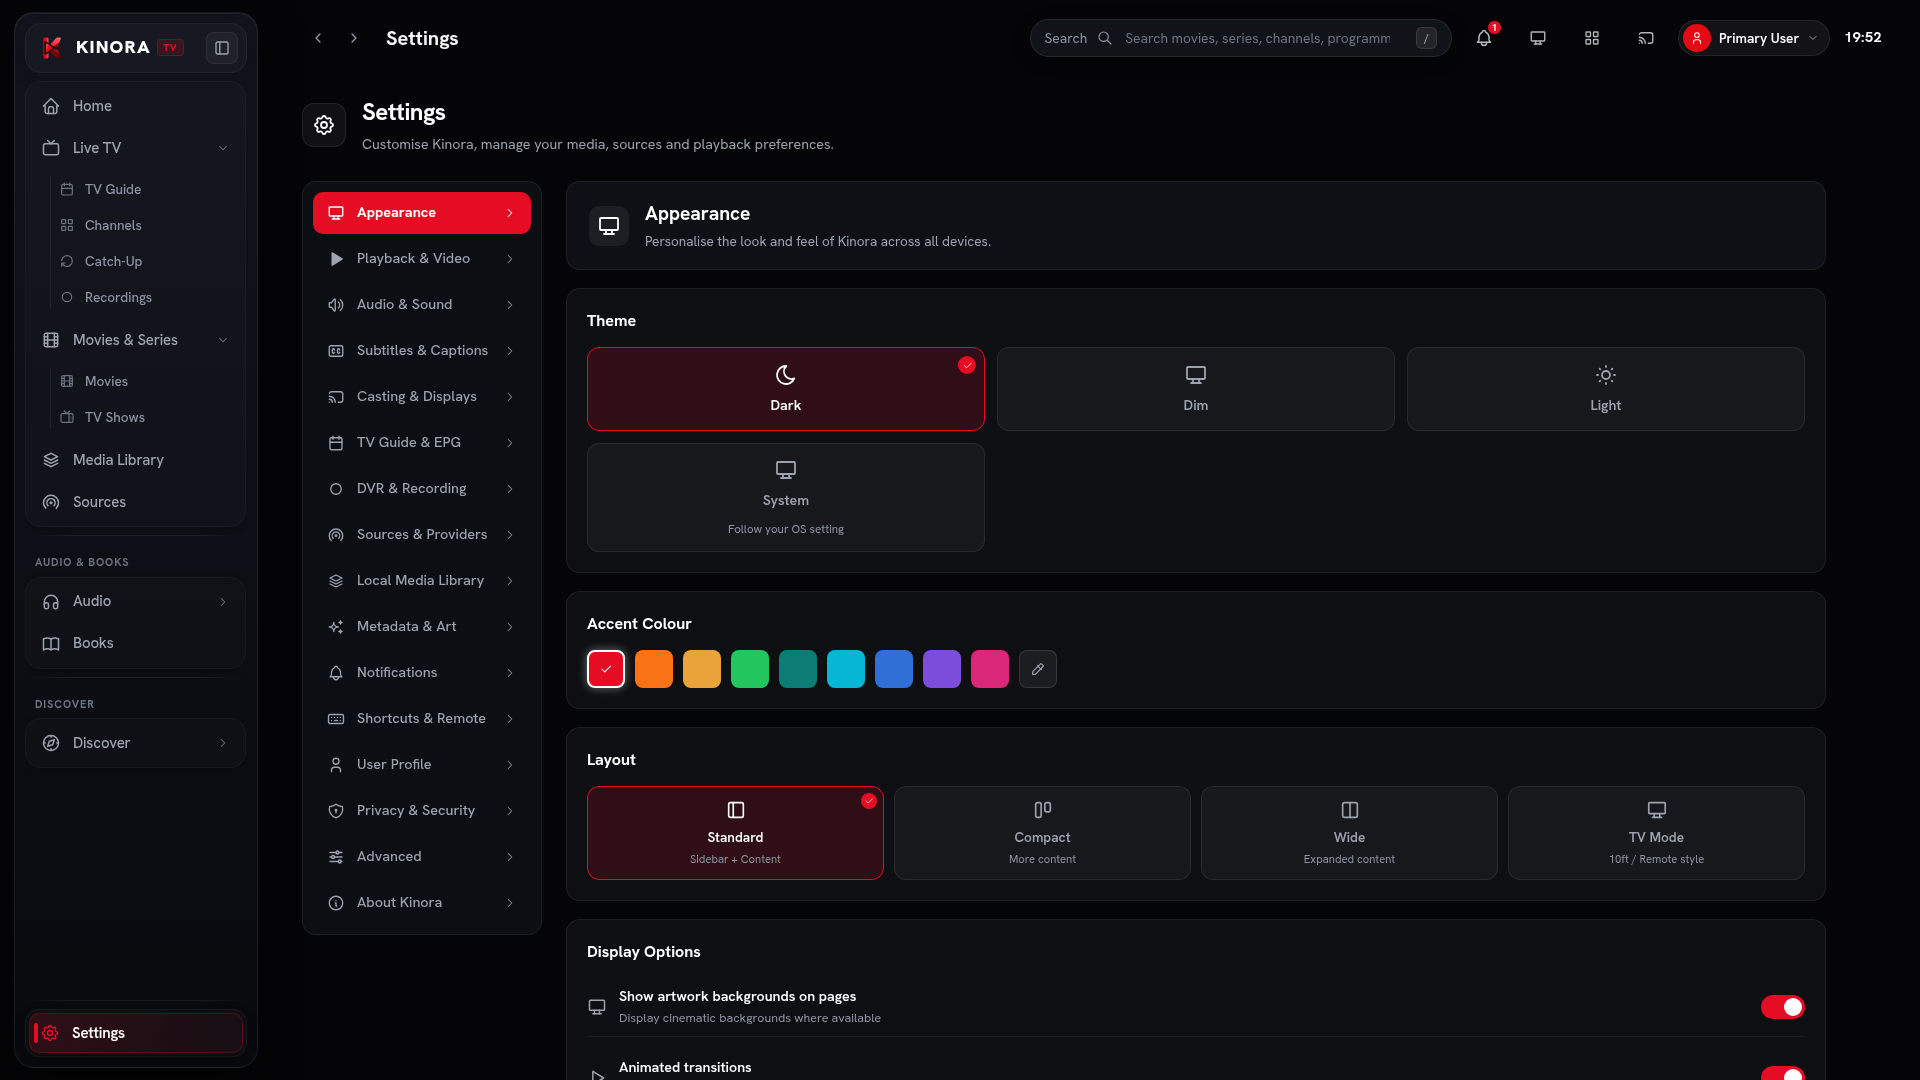 KINORA TV
Home
Live TV
TV Guide
Channels
Catch-Up
Recordings
Movies & Series
Movies
TV Shows
Media Library
Sources
AUDIO & BOOKS
Audio
Books
DISCOVER
Discover
Settings
Settings
Search
Search movies, series, channels, programm
/
1
Primary User
19:52
Settings
Customise Kinora, manage your media, sources and playback preferences.
Appearance
Playback & Video
Audio & Sound
Subtitles & Captions
Casting & Displays
TV Guide & EPG
DVR & Recording
Sources & Providers
Local Media Library
Metadata & Art
Notifications
Shortcuts & Remote
User Profile
Privacy & Security
Advanced
About Kinora
Appearance
Personalise the look and feel of Kinora across all devices.
Theme
Dark
Dim
Light
System
Follow your OS setting
Accent Colour
Layout
Standard
Sidebar + Content
Compact
More content
Wide
Expanded content
TV Mode
10ft / Remote style
Display Options
Show artwork backgrounds on pages
Display cinematic backgrounds where available
Animated transitions